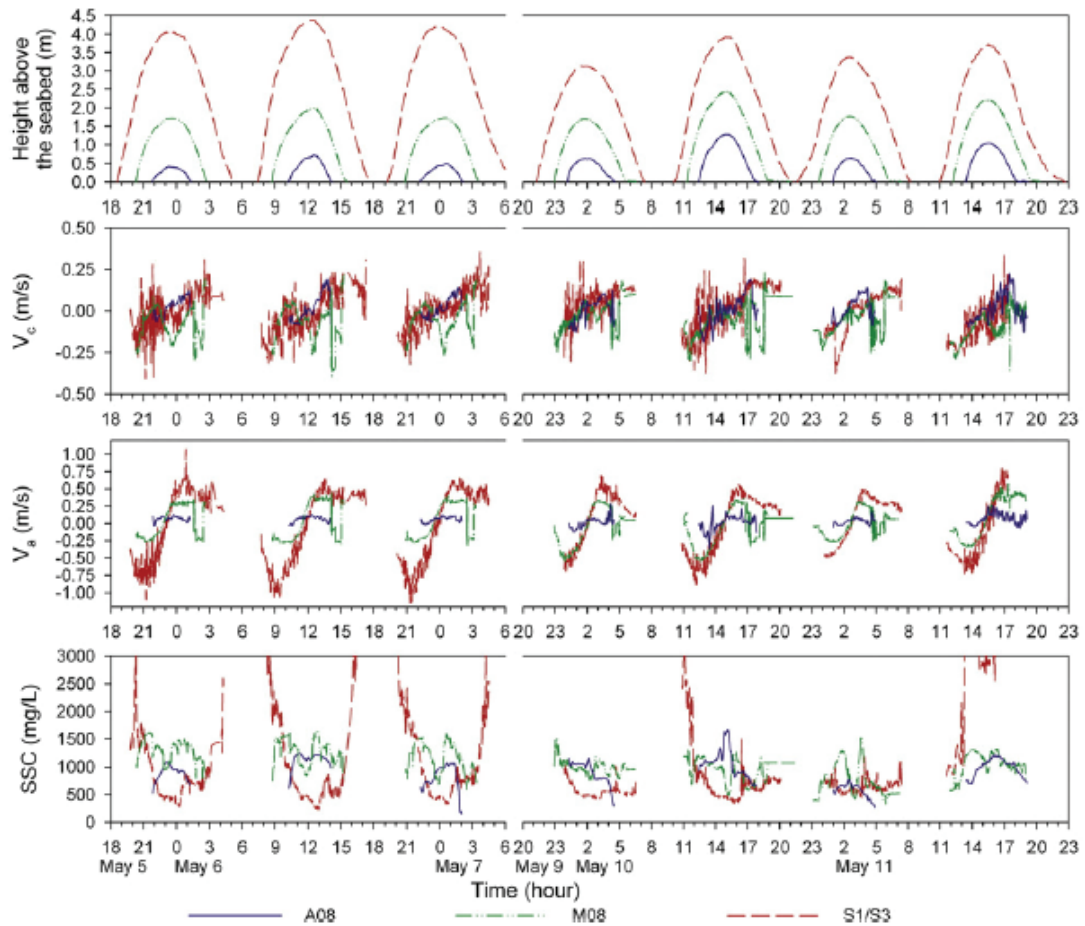 Height above
the seabed (m)
4.5
4.0
3.5
3.0
2.5
2.0
1.5
1.0
0.5
0.0
18 21 0 3 6 9 12 15 18 21 0 3 6 20 23 2 5 8 11 14 17 20 23 2 5 8 11 14 17 20 23
Vc (m/s)
0.50
0.25
0.00
-0.25
-0.50
18 21 0 3 6 9 12 15 18 21 0 3 6 20 23 2 5 8 11 14 17 20 23 2 5 8 11 14 17 20 23
Va (m/s)
1.00
0.75
0.50
0.25
0.00
-0.25
-0.50
-0.75
-1.00
18 21 0 3 6 9 12 15 18 21 0 3 6 20 23 2 5 8 11 14 17 20 23 2 5 8 11 14 17 20 23
SSC (mg/L)
3000
2500
2000
1500
1000
500
0
18 21 0 3 6 9 12 15 18 21 0 3 6 20 23 2 5 8 11 14 17 20 23 2 5 8 11 14 17 20 23
May 5 May 6 May 7 May 9 May 10 May 11
Time (hour)
A08 M08 S1/S3